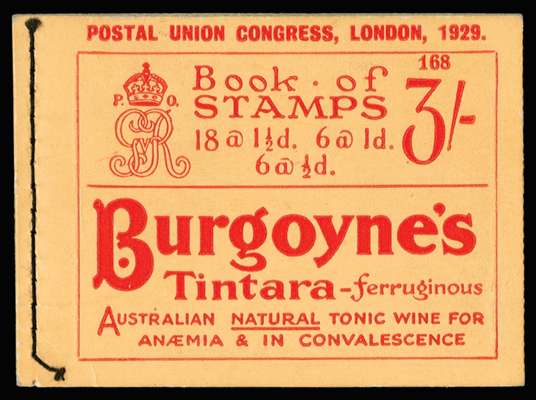 POSTAL UNION CONGRESS, LONDON, 1929.
168
P. O.
GR
Book . of
STAMPS
3/-
18 @ 1½d. 6 @ 1d.
6 @ ½d.
Burgoyne's
Tintara - ferruginous
AUSTRALIAN NATURAL TONIC WINE FOR
ANÆMIA & IN CONVALESCENCE